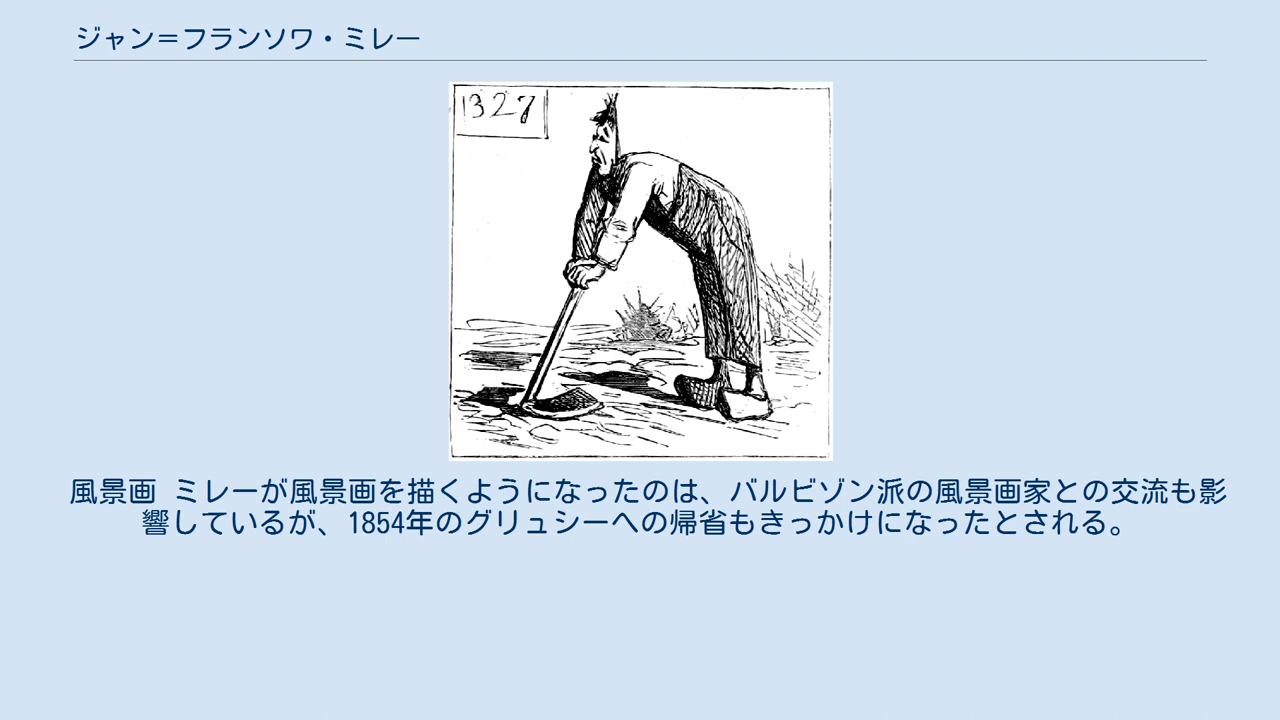 ジャン＝フランソワ・ミレー
1327
風景画 ミレーが風景画を描くようになったのは、バルビゾン派の風景画家との交流も影
響しているが、1854年のグリュシーへの帰省もきっかけになったとされる。